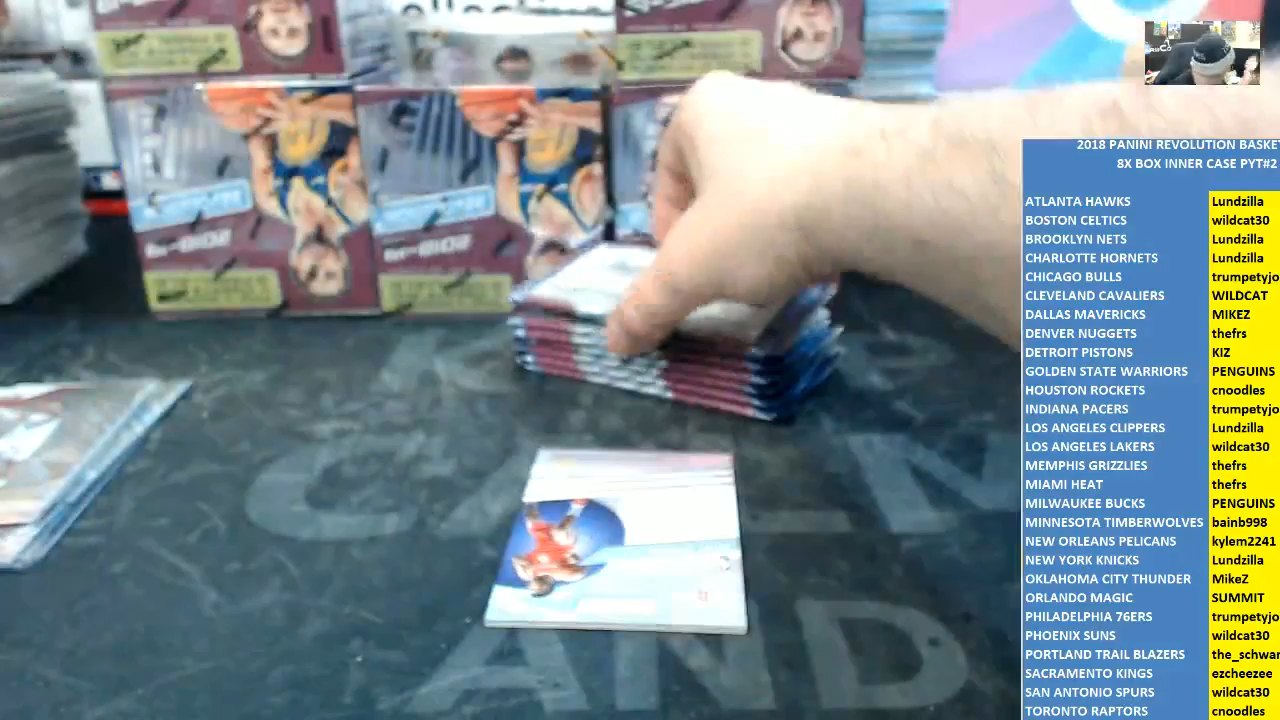 2018 PANINI REVOLUTION BASKE
8X BOX INNER CASE PYT#2
ATLANTA HAWKS Lundzilla
BOSTON CELTICS wildcat30
BROOKLYN NETS Lundzilla
CHARLOTTE HORNETS Lundzilla
CHICAGO BULLS trumpetyjo
CLEVELAND CAVALIERS WILDCAT
DALLAS MAVERICKS MIKEZ
DENVER NUGGETS thefrs
DETROIT PISTONS KIZ
GOLDEN STATE WARRIORS PENGUINS
HOUSTON ROCKETS cnoodles
INDIANA PACERS trumpetyjo
LOS ANGELES CLIPPERS Lundzilla
LOS ANGELES LAKERS wildcat30
MEMPHIS GRIZZLIES thefrs
MIAMI HEAT thefrs
MILWAUKEE BUCKS PENGUINS
MINNESOTA TIMBERWOLVES bainb998
NEW ORLEANS PELICANS kylem2241
NEW YORK KNICKS Lundzilla
OKLAHOMA CITY THUNDER MikeZ
ORLANDO MAGIC SUMMIT
PHILADELPHIA 76ERS trumpetyjo
PHOENIX SUNS wildcat30
PORTLAND TRAIL BLAZERS the_schwar
SACRAMENTO KINGS ezcheezee
SAN ANTONIO SPURS wildcat30
TORONTO RAPTORS cnoodles
AND